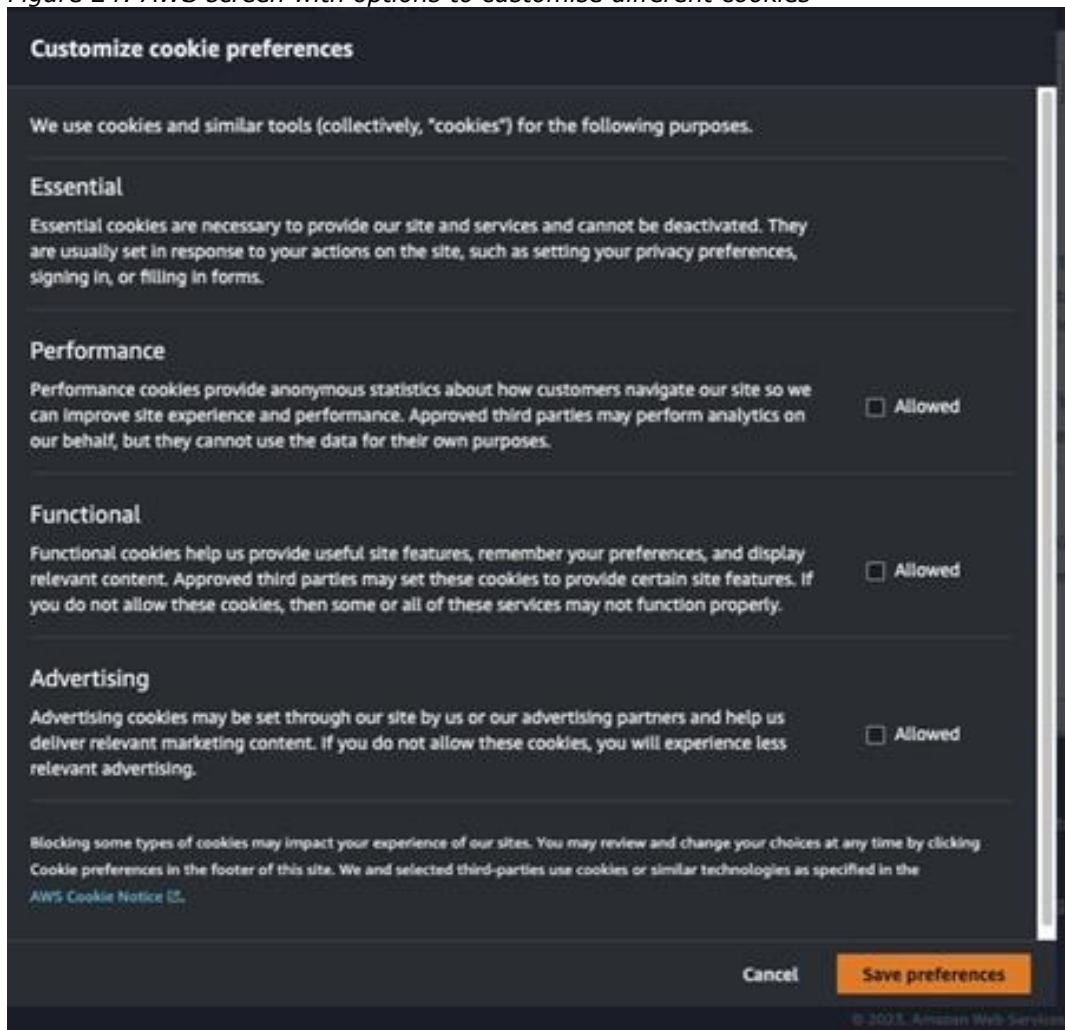 Figure 24: AWS screen with options to customise different cookies
Customize cookie preferences
We use cookies and similar tools (collectively, "cookies") for the following purposes.
Essential
Essential cookies are necessary to provide our site and services and cannot be deactivated. They
are usually set in response to your actions on the site, such as setting your privacy preferences,
signing in, or filling in forms.
Performance
Performance cookies provide anonymous statistics about how customers navigate our site so we
can improve site experience and performance. Approved third parties may perform analytics on
our behalf, but they cannot use the data for their own purposes.
Allowed
Functional
Functional cookies help us provide useful site features, remember your preferences, and display
relevant content. Approved third parties may set these cookies to provide certain site features. If
you do not allow these cookies, then some or all of these services may not function properly.
Allowed
Advertising
Advertising cookies may be set through our site by us or our advertising partners and help us
deliver relevant marketing content. If you do not allow these cookies, you will experience less
relevant advertising.
Allowed
Blocking some types of cookies may impact your experience of our sites. You may review and change your choices at any time by clicking
Cookie preferences in the footer of this site. We and selected third-parties use cookies or similar technologies as specified in the
AWS Cookie Notice.
Cancel
Save preferences
© 2023, Amazon Web Services